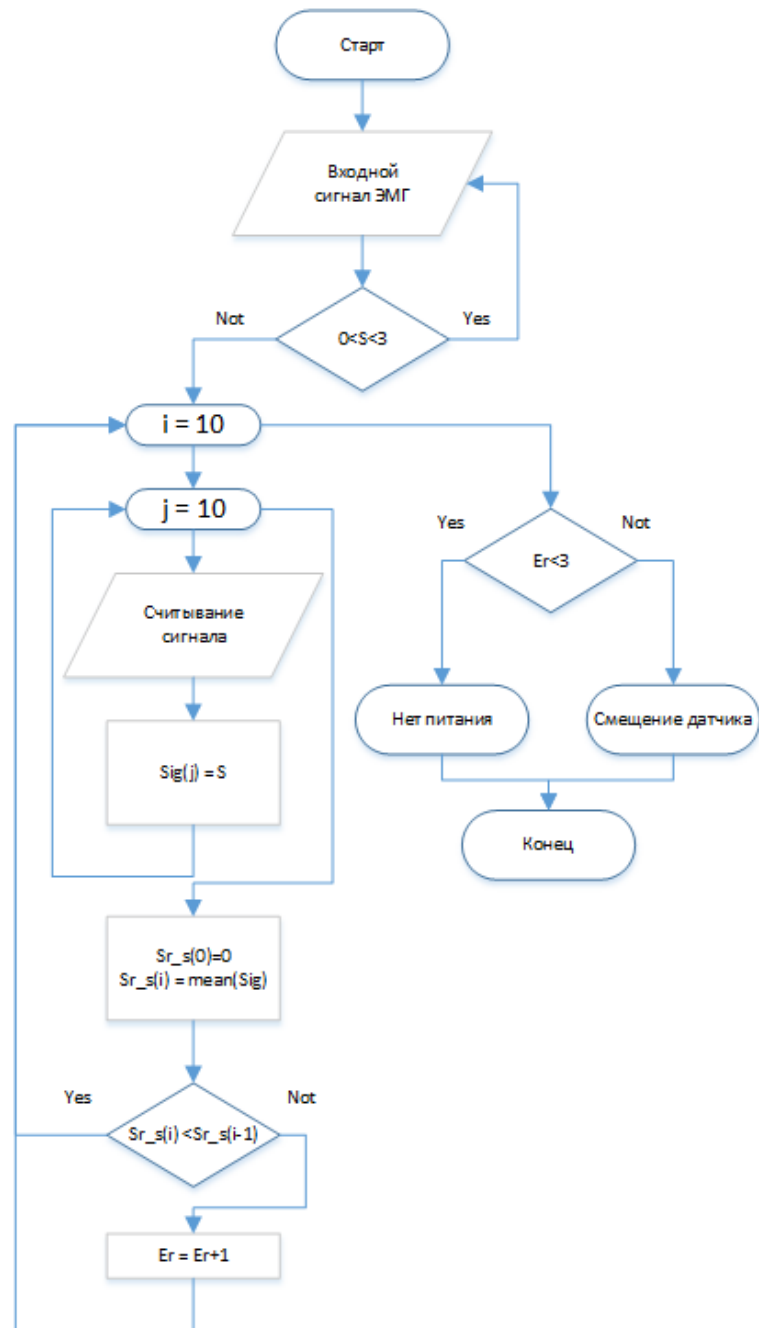 Старт
Входной
сигнал ЭМГ
Not
Yes
0<S<3
i = 10
j = 10
Yes
Not
Er<3
Считывание
сигнала
Нет питания
Смещение датчика
Sig(j) = S
Конец
Sr_s(0)=0
Sr_s(i) = mean(Sig)
Yes
Not
Sr_s(i) <Sr_s(i-1)
Er = Er+1